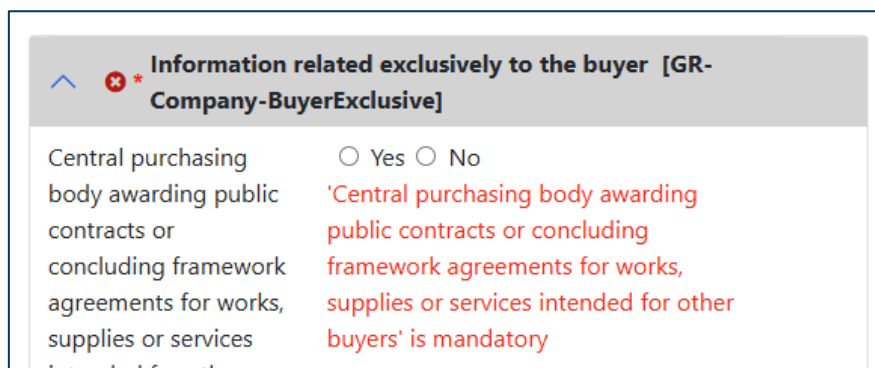 * Information related exclusively to the buyer [GR-
Company-BuyerExclusive]
Central purchasing
body awarding public
contracts or
concluding framework
agreements for works,
supplies or services
Yes No
'Central purchasing body awarding
public contracts or concluding
framework agreements for works,
supplies or services intended for other
buyers' is mandatory